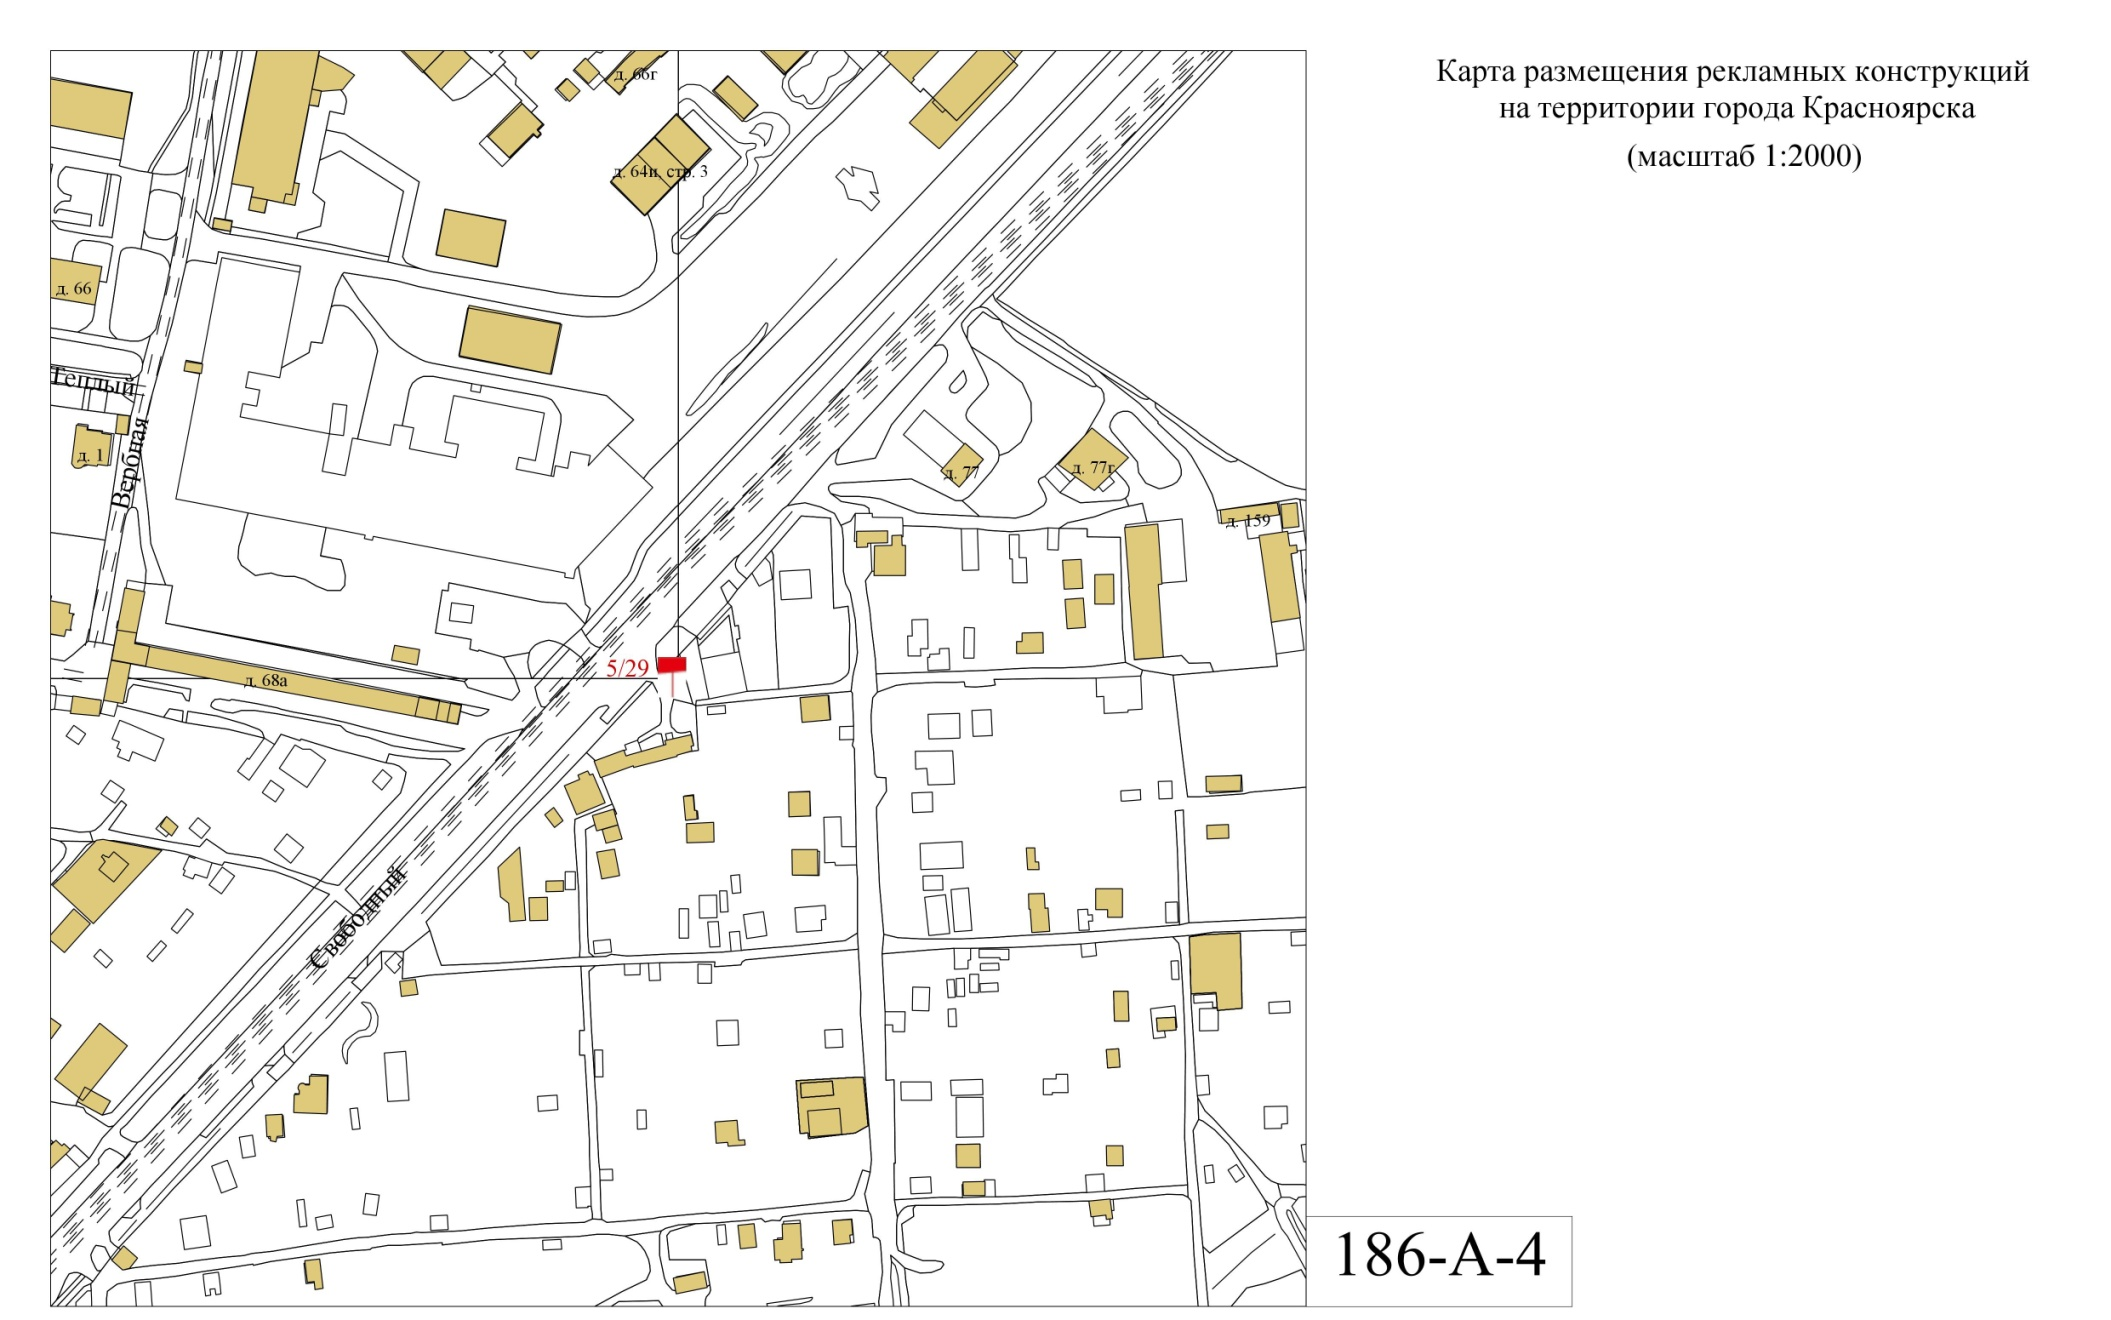 Карта размещения рекламных конструкций
на территории города Красноярска
(масштаб 1:2000)
д. 66г
д. 64и, стр. 3
д. 66
Теплый
Вербная
д. 1
д. 77
д. 77г
д. 159
5/29
д. 68а
Свободный
186-А-4